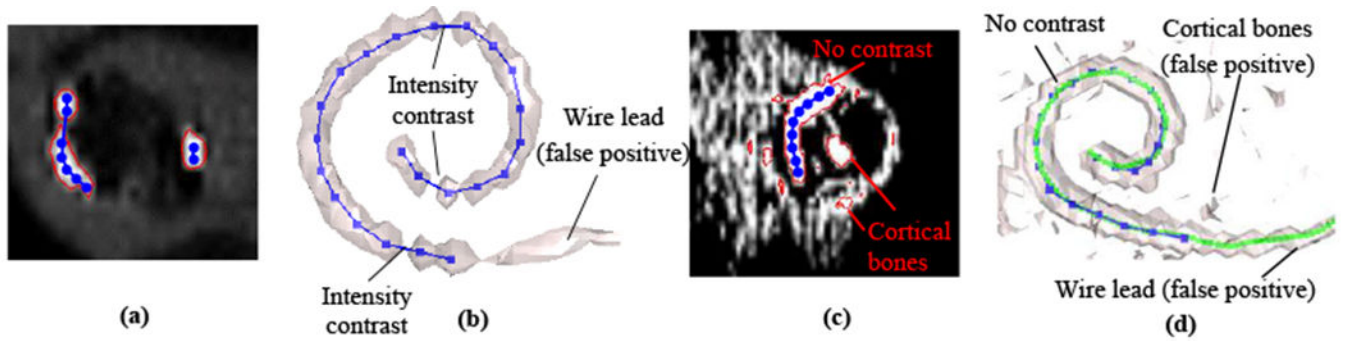 Intensity
contrast
Wire lead
(false positive)
Intensity
contrast
No contrast
Cortical
bones
No contrast
Cortical bones
(false positive)
Wire lead (false positive)
(a)
(b)
(c)
(d)